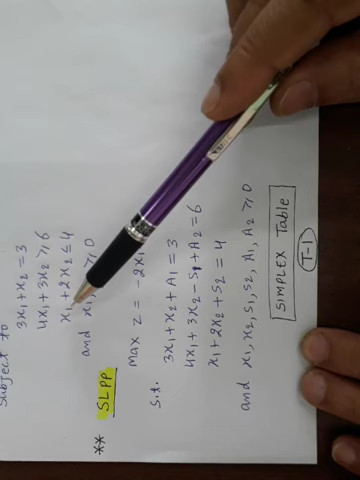 Subject to
3x₁+x₂ = 3
4x₁+3x₂ ≥ 6
x₁+2x₂ ≤ 4
and x₁, ≥ 0
** SLPP
Max Z = -2x₁
s.t.
3x₁+x₂+A₁ = 3
4x₁+3x₂-S₁+A₂ = 6
x₁+2x₂+S₂ = 4
and x₁, x₂, S₁, S₂, A₁, A₂ ≥ 0
SIMPLEX Table
T-1